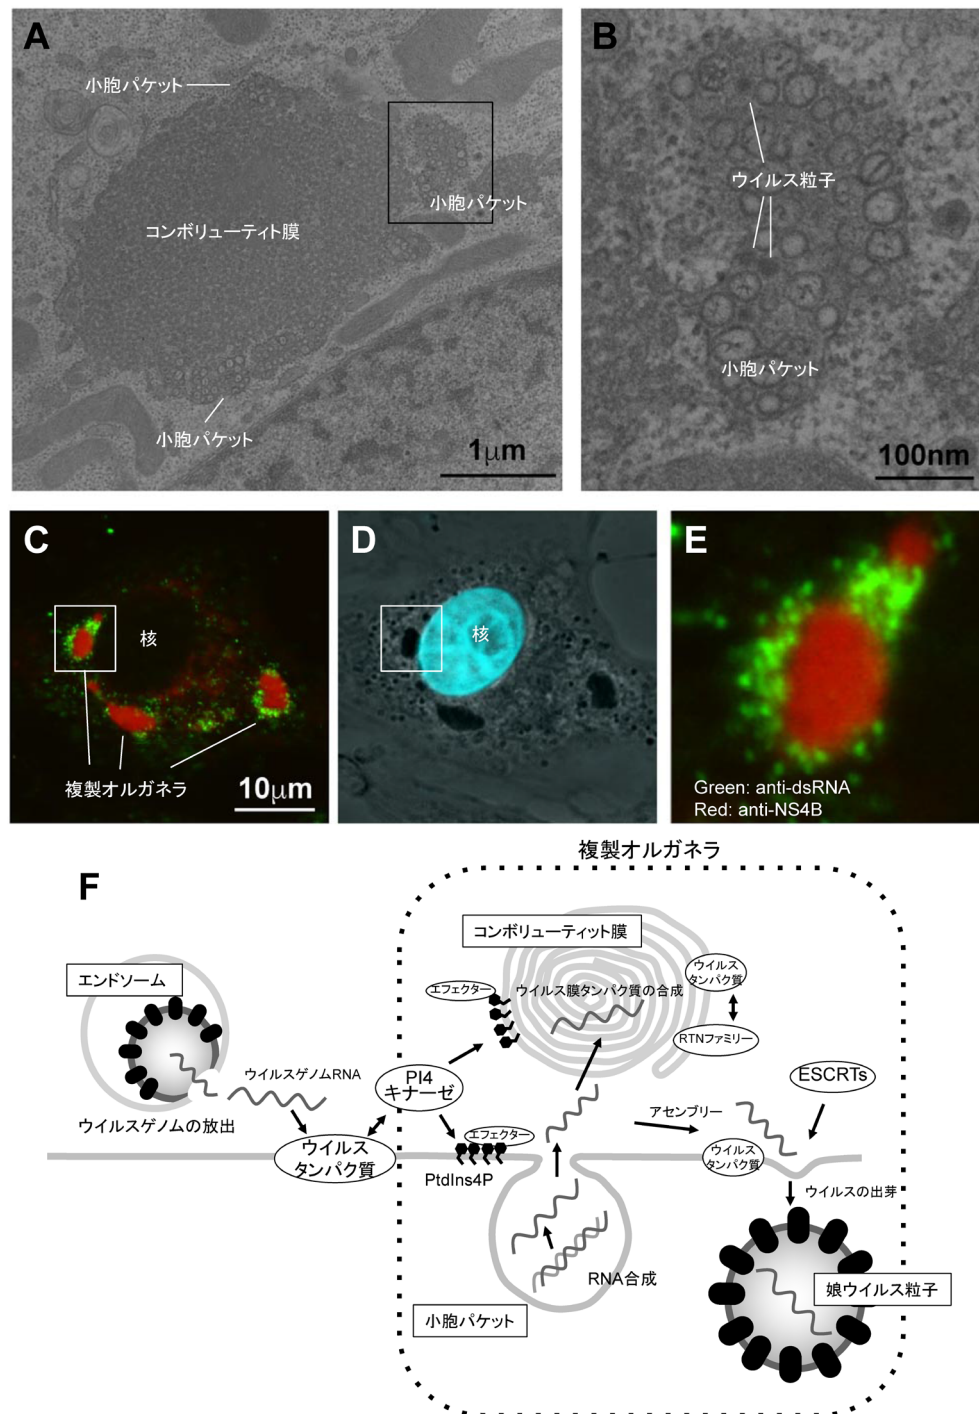 A
小胞パケット
コンボリューティト膜
小胞パケット
小胞パケット
1μm
B
ウイルス粒子
小胞パケット
100nm
C
核
複製オルガネラ
10μm
D
核
E
Green: anti-dsRNA
Red: anti-NS4B
F
複製オルガネラ
コンボリューティット膜
エンドソーム
ウイルス
タンパク質
エフェクター
ウイルス膜タンパク質の合成
RTNファミリー
ウイルスゲノムRNA
PI4
キナーゼ
ESCRTs
ウイルスゲノムの放出
アセンブリー
エフェクター
ウイルス
タンパク質
ウイルス
タンパク質
PtdIns4P
ウイルスの出芽
RNA合成
娘ウイルス粒子
小胞パケット